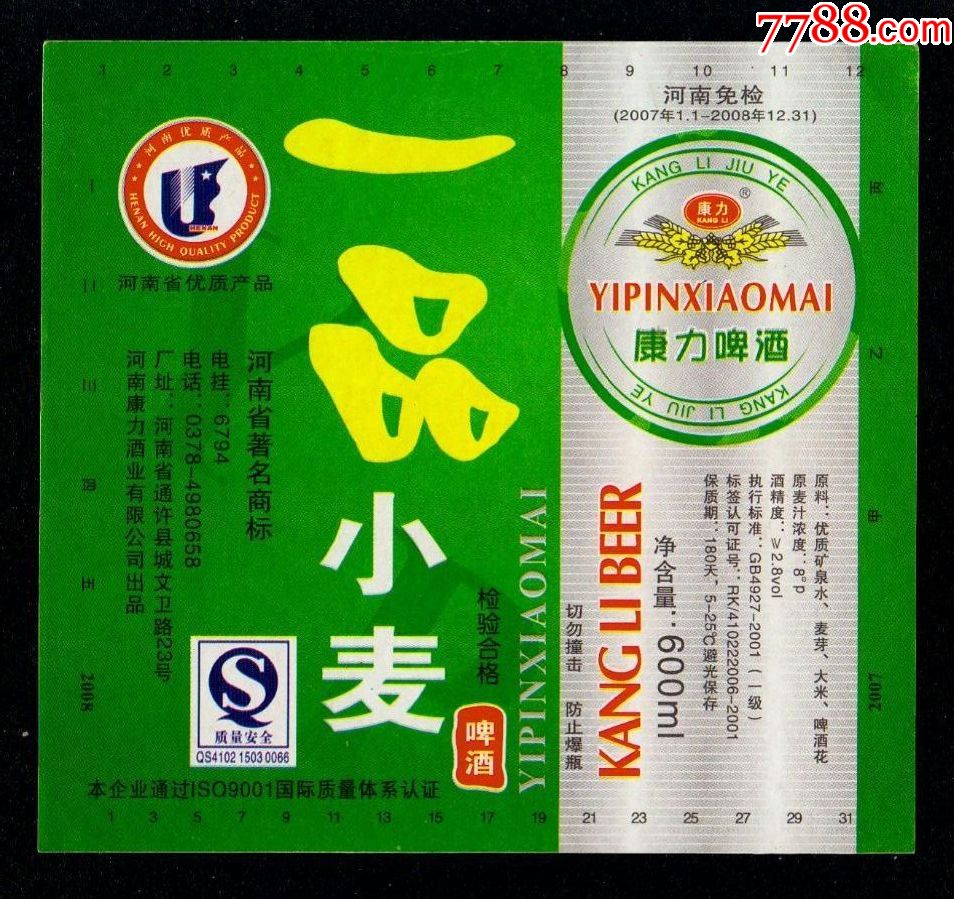 7788.com
1 2 3 4 5 6 7 8 9 10 11 12
河南免检
(2007年1.1-2008年12.31)
河南优质产品
HENAN
HENAN HIGH QUALITY PRODUCT
河南省优质产品
一品
小麦
啤酒
YIPINXIAOMAI
检验合格
河南省著名商标
电挂:6794
电话:0378-4980658
厂址:河南省通许县城文卫路23号
河南康力酒业有限公司出品
质量安全
QS4102 1503 0066
本企业通过ISO9001国际质量体系认证
KANG LI JIU YE
康力
KANG LI
®
YIPINXIAOMAI
康力啤酒
KANG LI JIU YE
KANG LI BEER
净含量:600ml
切勿撞击 防止爆瓶
原料:优质矿泉水、麦芽、大米、啤酒花
原麦汁浓度:8°p
酒精度:≥2.8vol
执行标准:GB4927-2001(一级)
标签认可证号:RK/410222006-2001
保质期:180天,5-25℃避光保存
一 二 三 四 五 2008
丙 乙 甲 2007
1 3 5 7 9 11 13 15 17 19 21 23 25 27 29 31